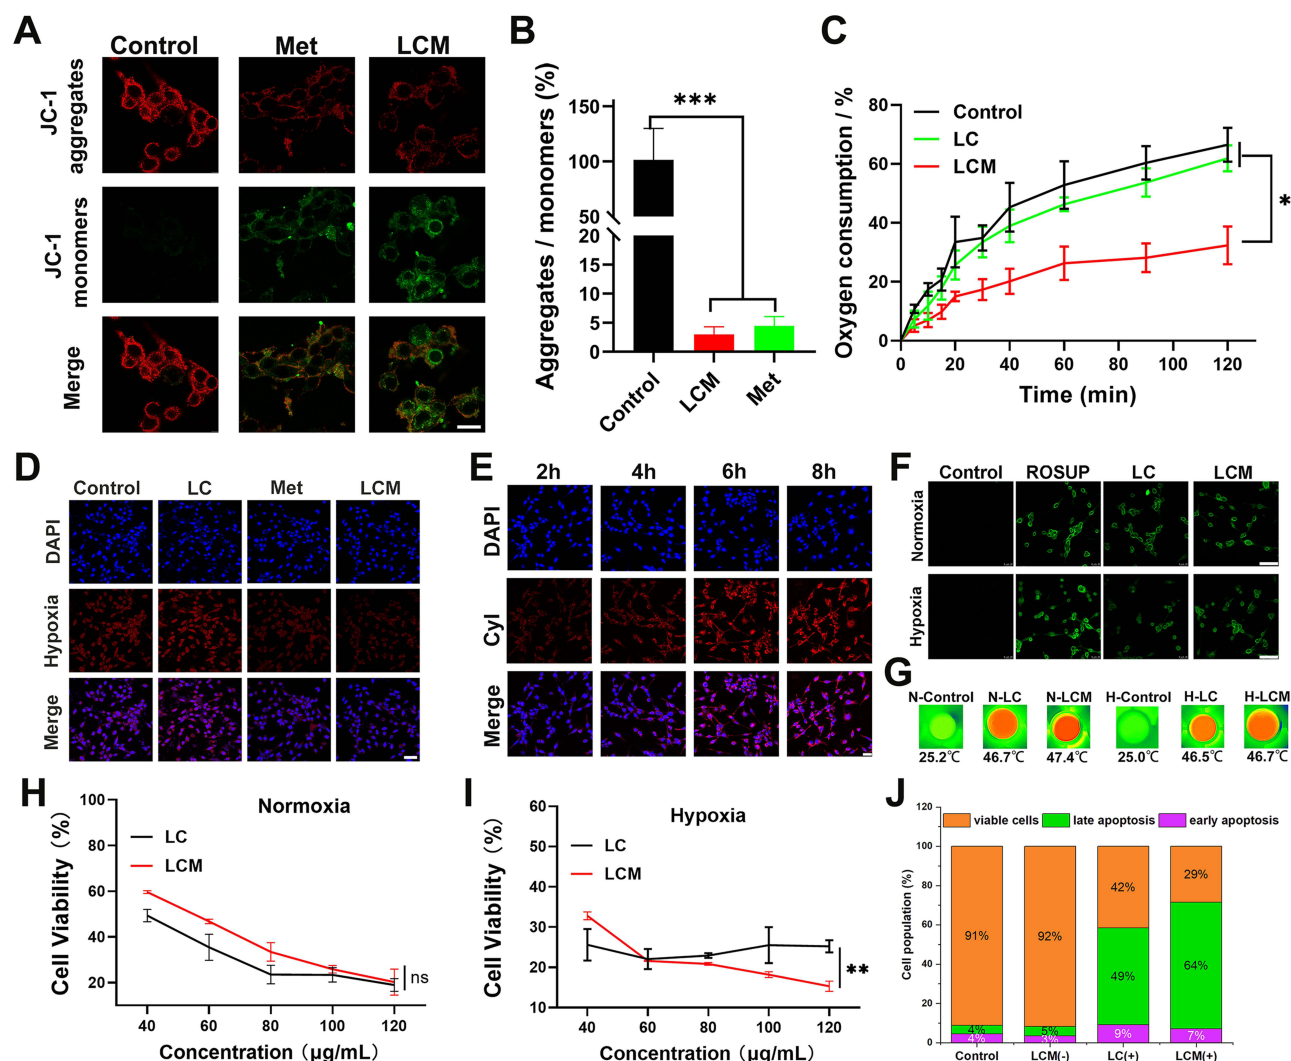 A
Control Met LCM
JC-1 aggregates
JC-1 monomers
Merge
B
Aggregates / monomers (%)
150
100
50
20
15
10
5
0
***
Control LCM Met
C
Oxygen consumption / %
80
60
40
20
0
Control
LC
LCM
*
0 20 40 60 80 100 120
Time (min)
D
Control LC Met LCM
DAPI
Hypoxia
Merge
E
2h 4h 6h 8h
DAPI
CyI
Merge
F
Control ROSUP LC LCM
Normoxia
Hypoxia
G
N-Control N-LC N-LCM H-Control H-LC H-LCM
25.2℃ 46.7℃ 47.4℃ 25.0℃ 46.5℃ 46.7℃
H
Normoxia
Cell Viability（%）
100
80
60
40
20
LC
LCM
ns
40 60 80 100 120
Concentration（μg/mL）
I
Hypoxia
Cell Viability（%）
60
50
40
30
20
10
LC
LCM
**
40 60 80 100 120
Concentration（μg/mL）
J
viable cells late apoptosis early apoptosis
Cell population (%)
120
100
80
60
40
20
0
91% 92% 42% 29%
4% 5% 49% 64%
4% 3% 9% 7%
Control LCM(-) LC(+) LCM(+)